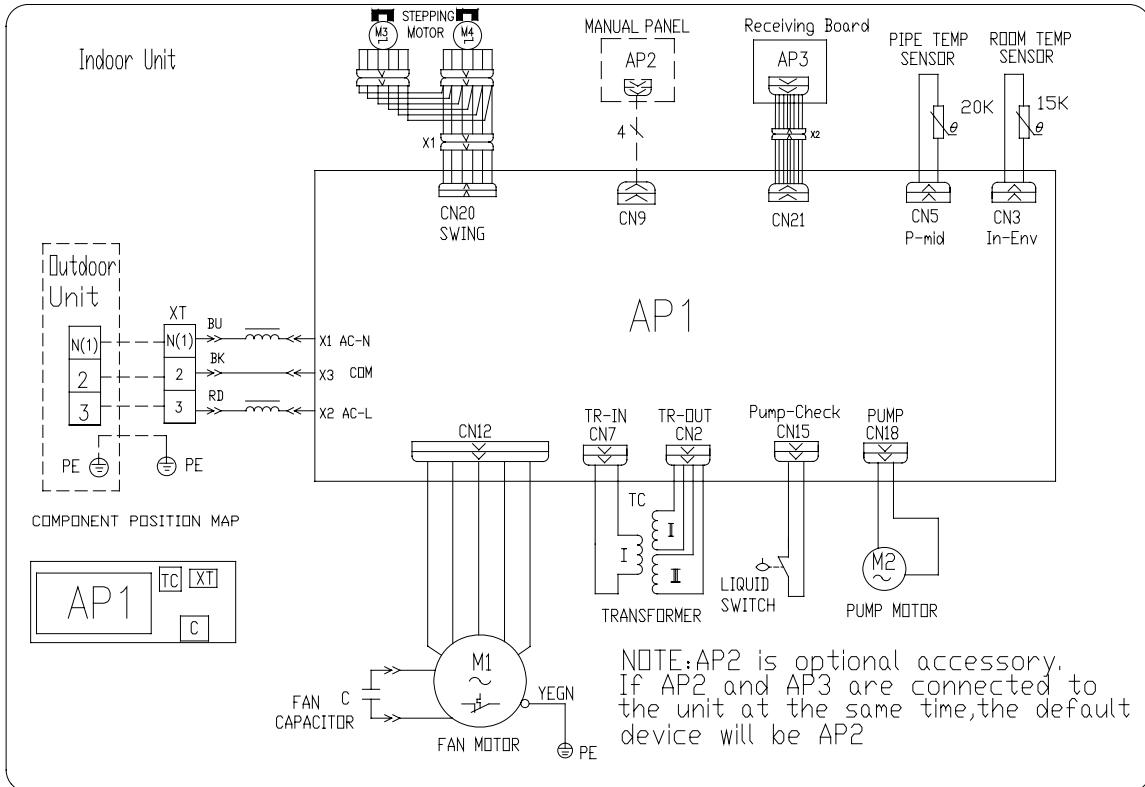 STEPPING
MOTOR
M3
M4
MANUAL PANEL
Receiving Board
PIPE TEMP
SENSOR
ROOM TEMP
SENSOR
Indoor Unit
AP2
AP3
20K
15K
θ
θ
4
X1
X2
CN20
SWING
CN9
CN21
CN5
P-mid
CN3
In-Env
Outdoor
Unit
XT
AP1
N(1)
N(1)
BU
X1 AC-N
2
2
BK
X3 COM
3
3
RD
X2 AC-L
PE
PE
CN12
TR-IN
CN7
TR-OUT
CN2
Pump-Check
CN15
PUMP
CN18
COMPONENT POSITION MAP
TC
I
I
II
AP1
TC
XT
C
TRANSFORMER
LIQUID
SWITCH
M2
~
PUMP MOTOR
FAN
CAPACITOR
C
M1
~
FAN MOTOR
YEGN
PE
NOTE:AP2 is optional accessory.
If AP2 and AP3 are connected to
the unit at the same time,the default
device will be AP2